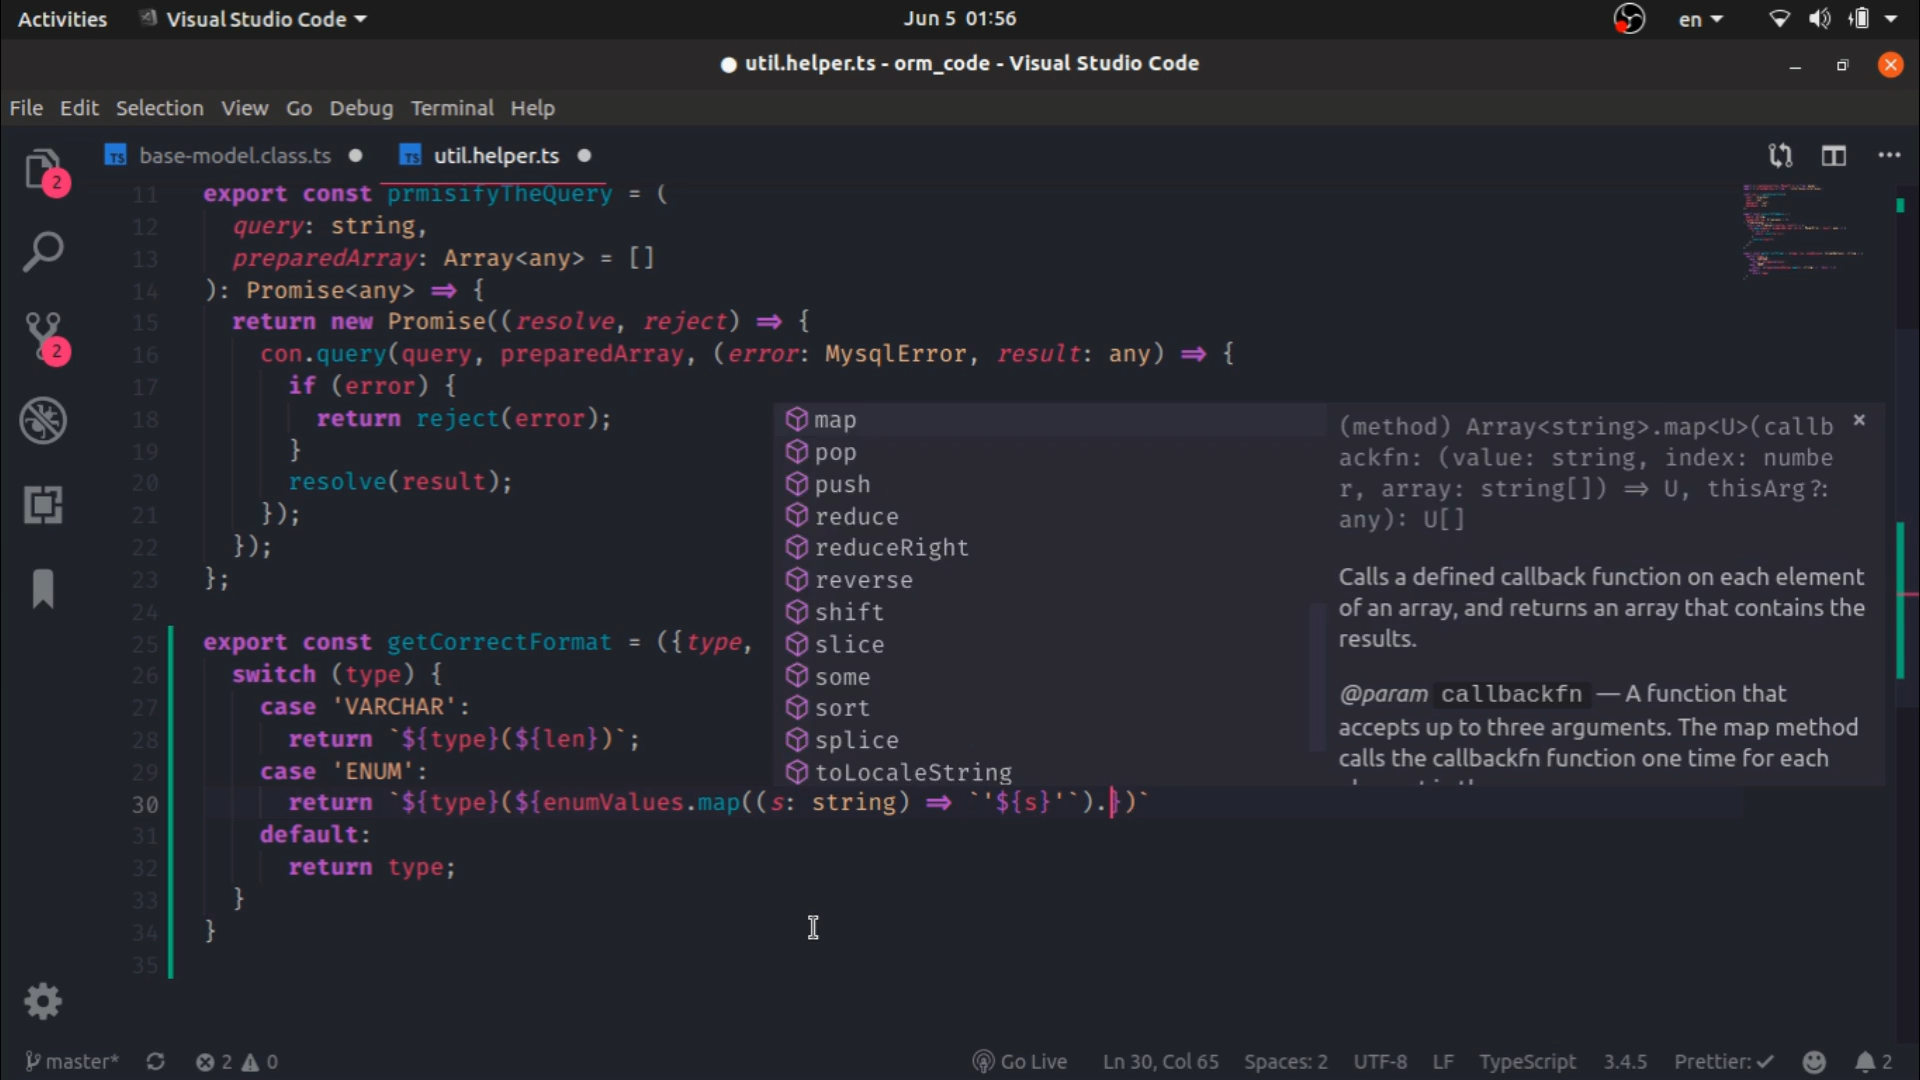 Activities Visual Studio Code Jun 5 01:56 en
util.helper.ts - orm_code - Visual Studio Code
File Edit Selection View Go Debug Terminal Help
TS base-model.class.ts TS util.helper.ts
2
2
11 export const prmisifyTheQuery = (
12 query: string,
13 preparedArray: Array<any> = []
14 ): Promise<any> ⇒ {
15 return new Promise((resolve, reject) ⇒ {
16 con.query(query, preparedArray, (error: MysqlError, result: any) ⇒ {
17 if (error) {
18 return reject(error);
19 }
20 resolve(result);
21 });
22 });
23 };
24
25 export const getCorrectFormat = ({type,
26 switch (type) {
27 case 'VARCHAR':
28 return `${type}(${len})`;
29 case 'ENUM':
30 return `${type}(${enumValues.map((s: string) ⇒ `'${s}'`).})`
31 default:
32 return type;
33 }
34 }
35
map
pop
push
reduce
reduceRight
reverse
shift
slice
some
sort
splice
toLocaleString
(method) Array<string>.map<U>(callb
ackfn: (value: string, index: numbe
r, array: string[]) ⇒ U, thisArg?:
any): U[]
Calls a defined callback function on each element
of an array, and returns an array that contains the
results.
@param callbackfn — A function that
accepts up to three arguments. The map method
calls the callbackfn function one time for each
master* 2 0 Go Live Ln 30, Col 65 Spaces: 2 UTF-8 LF TypeScript 3.4.5 Prettier: ✓ 2